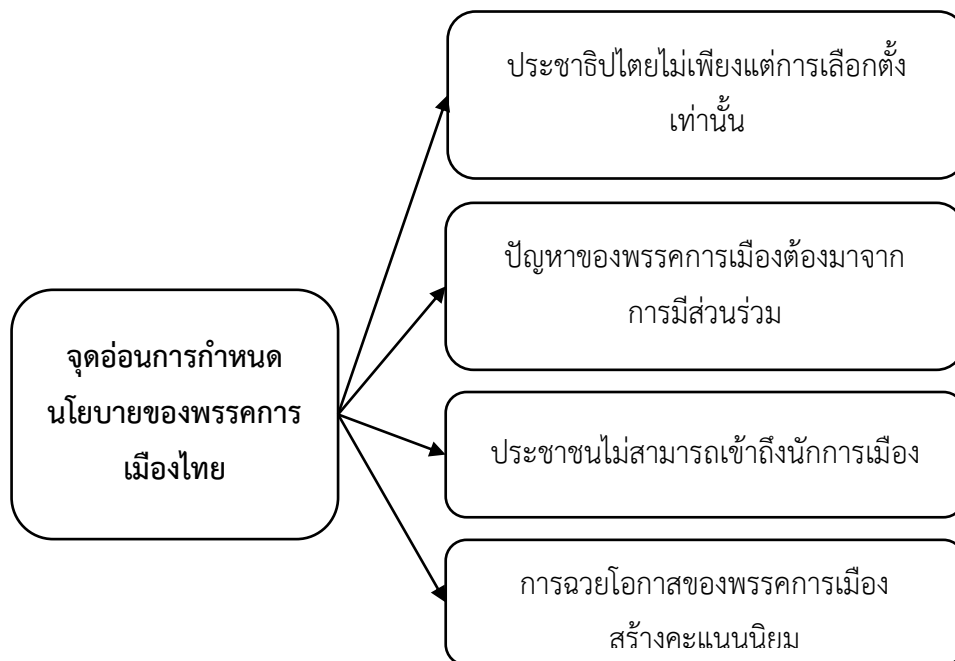 ประชาธิปไตยไม่เพียงแต่การเลือกตั้ง
เท่านั้น
ปัญหาของพรรคการเมืองต้องมาจาก
การมีส่วนร่วม
จุดอ่อนการกำหนด
นโยบายของพรรคการ
เมืองไทย
ประชาชนไม่สามารถเข้าถึงนักการเมือง
การฉวยโอกาสของพรรคการเมือง
สร้างคะแนนนิยม